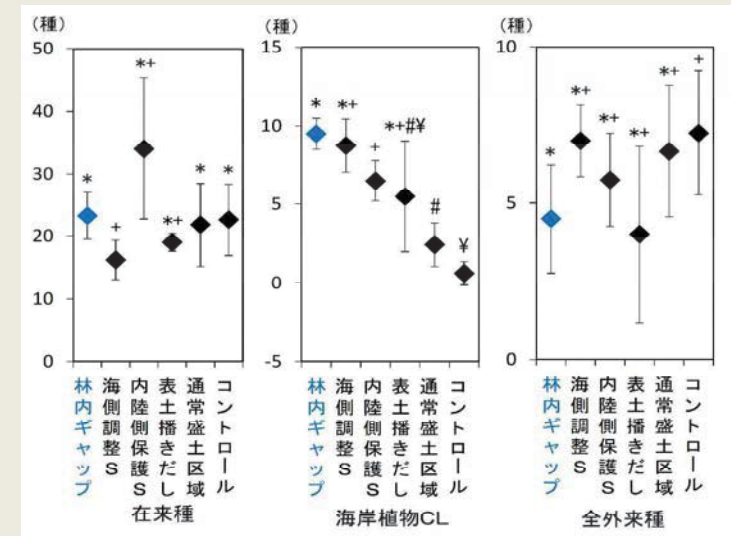 (種)
50
40
30
20
10
0
*
+
*+
*+
*
*
林内ギャップ
海側調整S
内陸側保護S
表土播きだし
通常盛土区域
コントロール
在来種
(種)
15
10
5
0
-5
*
*+
+
*+#¥
#
¥
林内ギャップ
海側調整S
内陸側保護S
表土播きだし
通常盛土区域
コントロール
海岸植物CL
(種)
10
5
0
*
*+
*+
*+
*+
+
林内ギャップ
海側調整S
内陸側保護S
表土播きだし
通常盛土区域
コントロール
全外来種